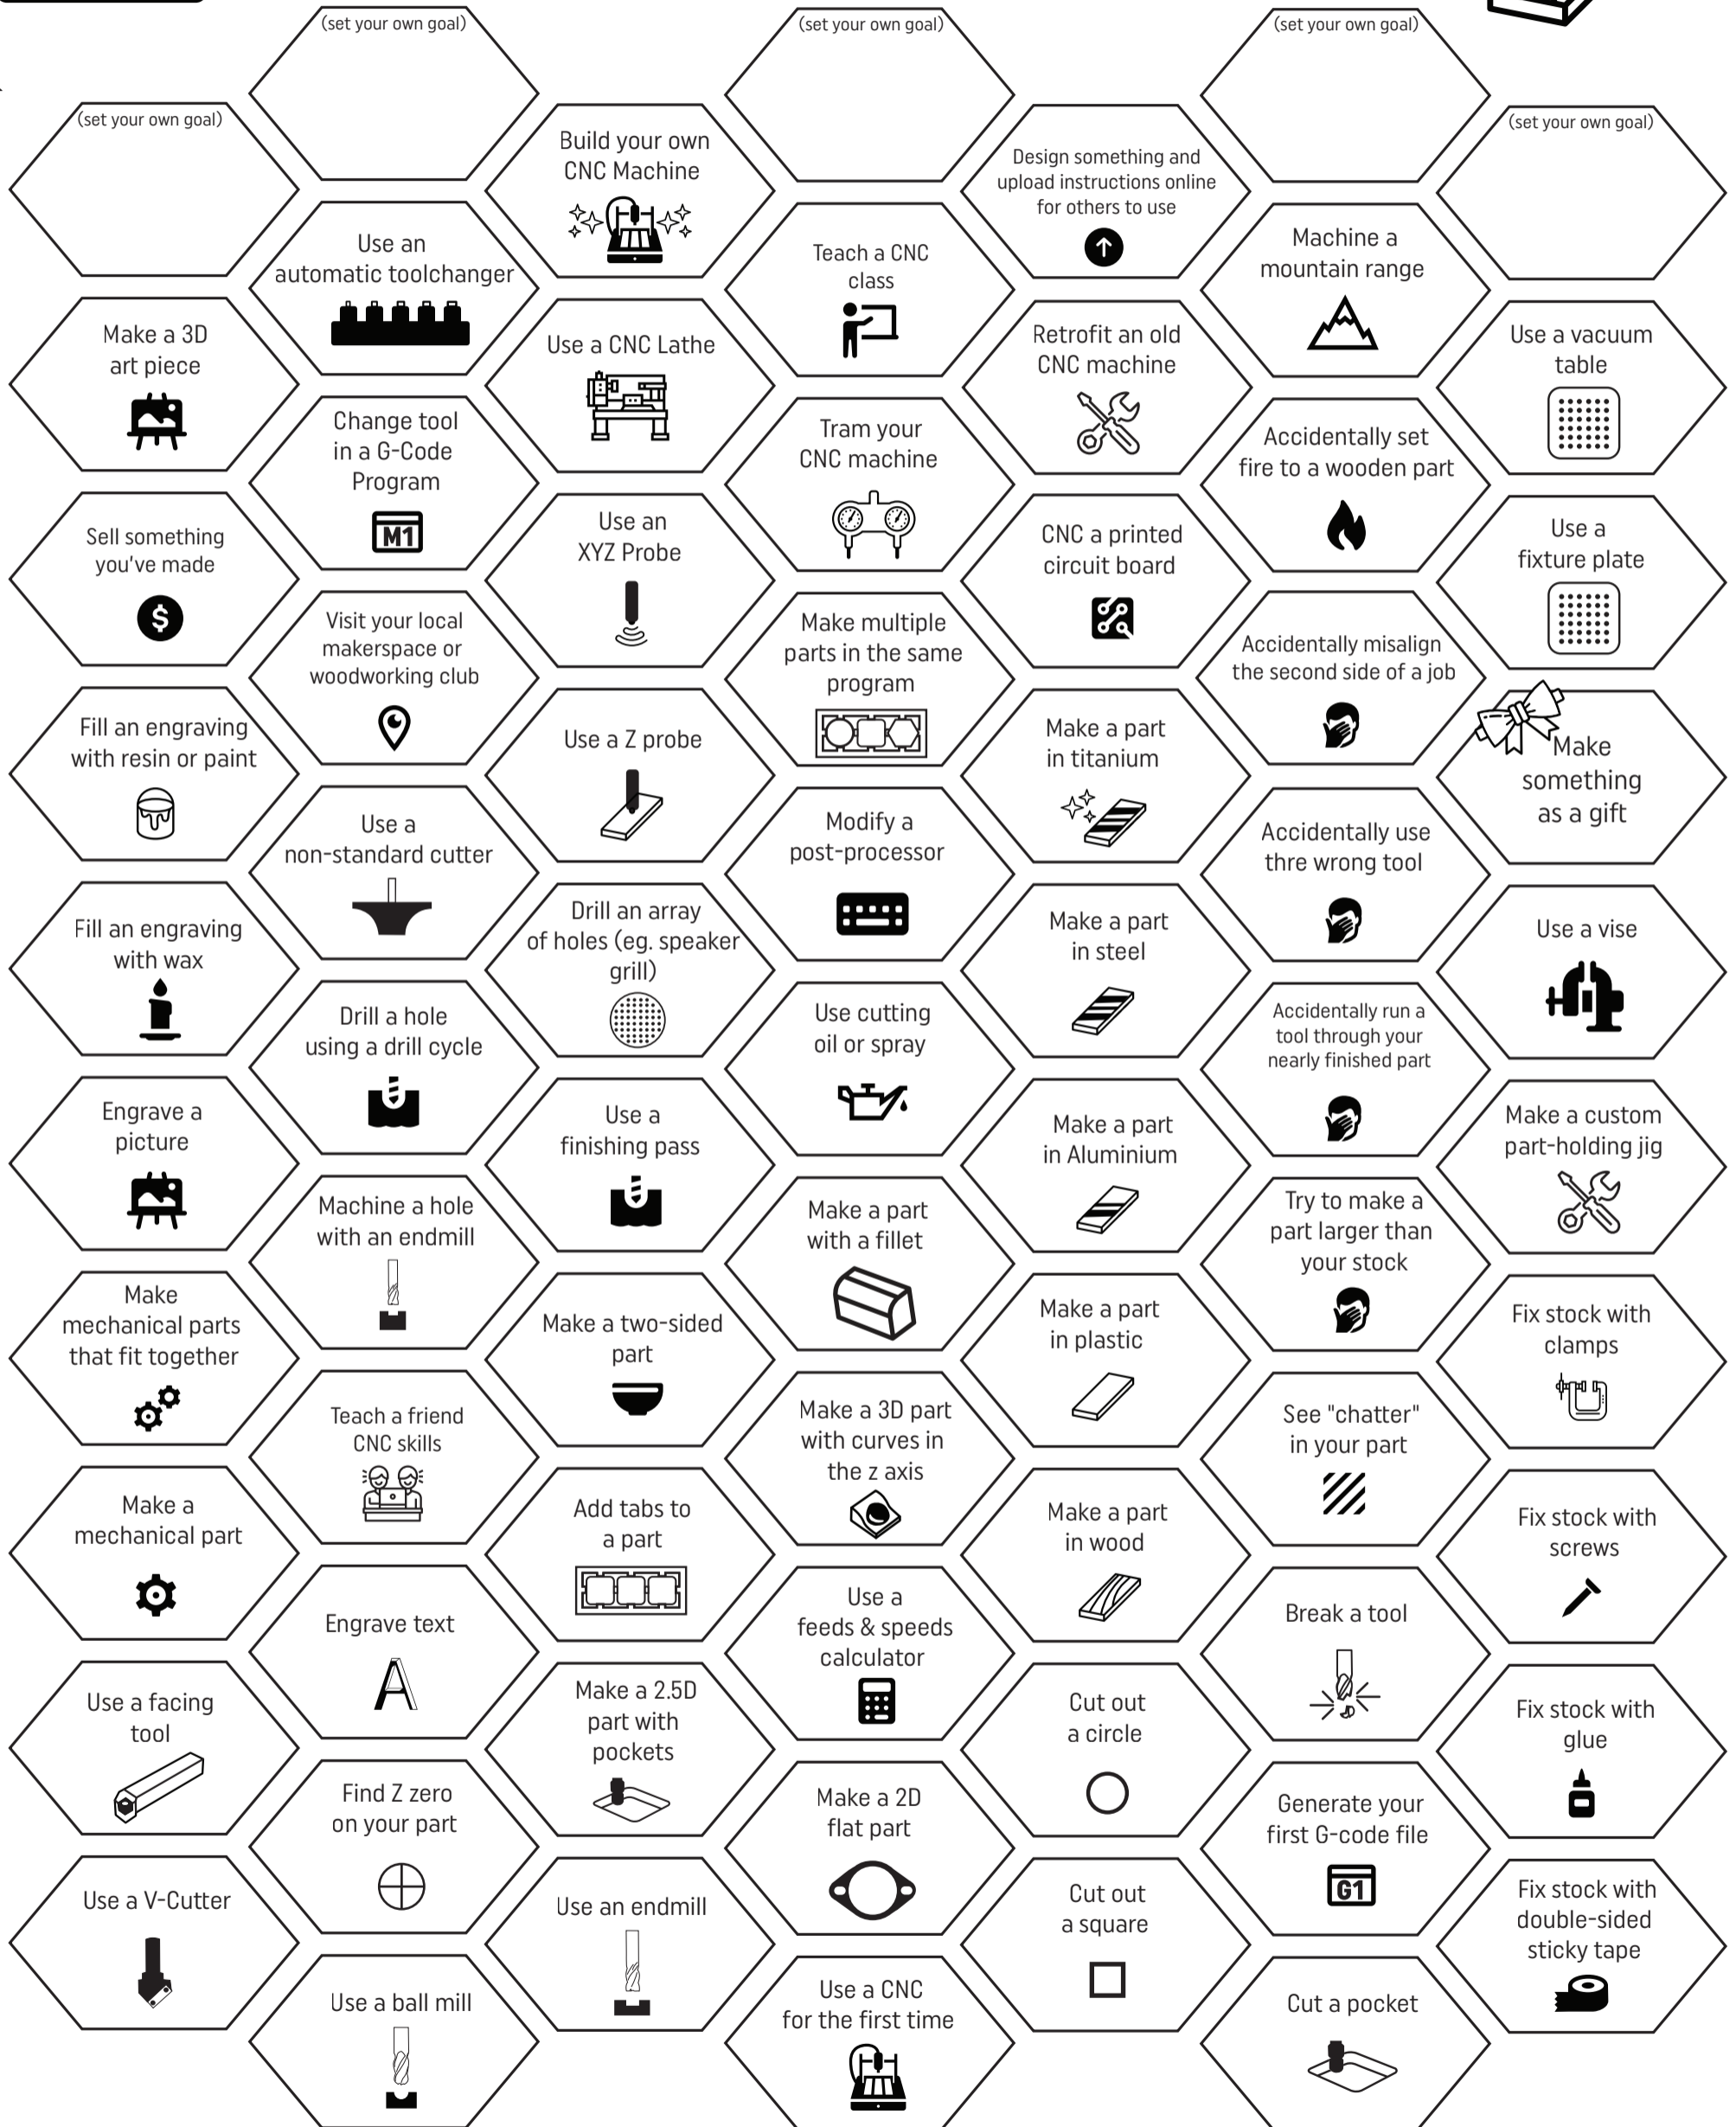 (set your own goal)
(set your own goal)
(set your own goal)
(set your own goal)
(set your own goal)
Build your own
CNC Machine
Design something and
upload instructions online
for others to use
Use an
automatic toolchanger
Teach a CNC
class
Machine a
mountain range
Make a 3D
art piece
Use a CNC Lathe
Retrofit an old
CNC machine
Use a vacuum
table
Change tool
in a G-Code
Program
M1
Tram your
CNC machine
Accidentally set
fire to a wooden part
Sell something
you've made
$
Use an
XYZ Probe
CNC a printed
circuit board
Use a
fixture plate
Visit your local
makerspace or
woodworking club
Make multiple
parts in the same
program
Accidentally misalign
the second side of a job
Fill an engraving
with resin or paint
Use a Z probe
Make a part
in titanium
Make
something
as a gift
Use a
non-standard cutter
Modify a
post-processor
Accidentally use
thre wrong tool
Fill an engraving
with wax
Drill an array
of holes (eg. speaker
grill)
Make a part
in steel
Use a vise
Drill a hole
using a drill cycle
Use cutting
oil or spray
Accidentally run a
tool through your
nearly finished part
Engrave a
picture
Use a
finishing pass
Make a part
in Aluminium
Make a custom
part-holding jig
Machine a hole
with an endmill
Make a part
with a fillet
Try to make a
part larger than
your stock
Make
mechanical parts
that fit together
Make a two-sided
part
Make a part
in plastic
Fix stock with
clamps
Teach a friend
CNC skills
Make a 3D part
with curves in
the z axis
See "chatter"
in your part
Make a
mechanical part
Add tabs to
a part
Make a part
in wood
Fix stock with
screws
Engrave text
A
Use a
feeds & speeds
calculator
Break a tool
Use a facing
tool
Make a 2.5D
part with
pockets
Cut out
a circle
Fix stock with
glue
Find Z zero
on your part
Make a 2D
flat part
Generate your
first G-code file
G1
Use a V-Cutter
Use an endmill
Cut out
a square
Fix stock with
double-sided
sticky tape
Use a ball mill
Use a CNC
for the first time
Cut a pocket